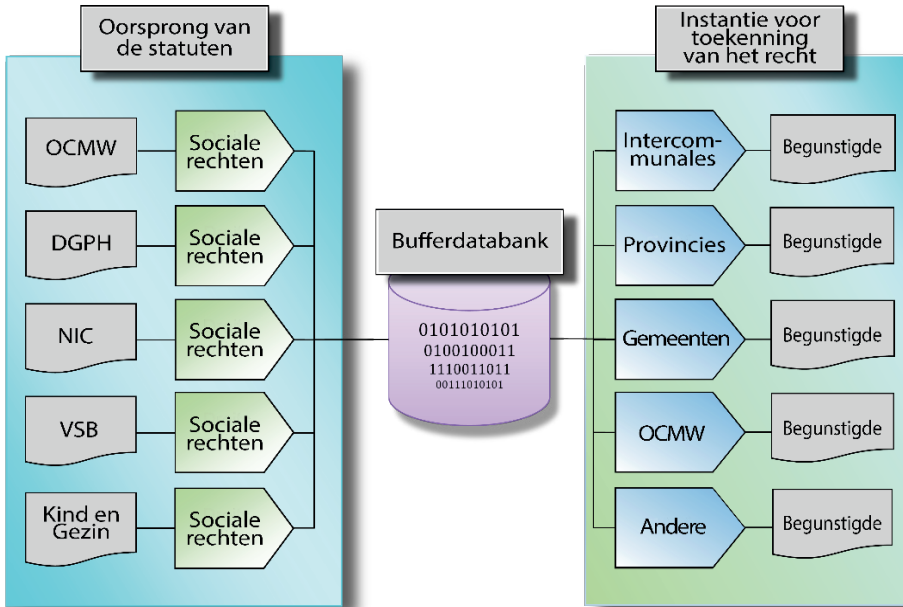 Oorsprong van
de statuten
OCMW
Sociale
rechten
DGPH
Sociale
rechten
NIC
Sociale
rechten
VSB
Sociale
rechten
Kind en
Gezin
Sociale
rechten
Bufferdatabank
0101010101
0100100011
1110011011
00111010101
Instantie voor
toekenning
van het recht
Intercom-
munales
Begunstigde
Provincies
Begunstigde
Gemeenten
Begunstigde
OCMW
Begunstigde
Andere
Begunstigde